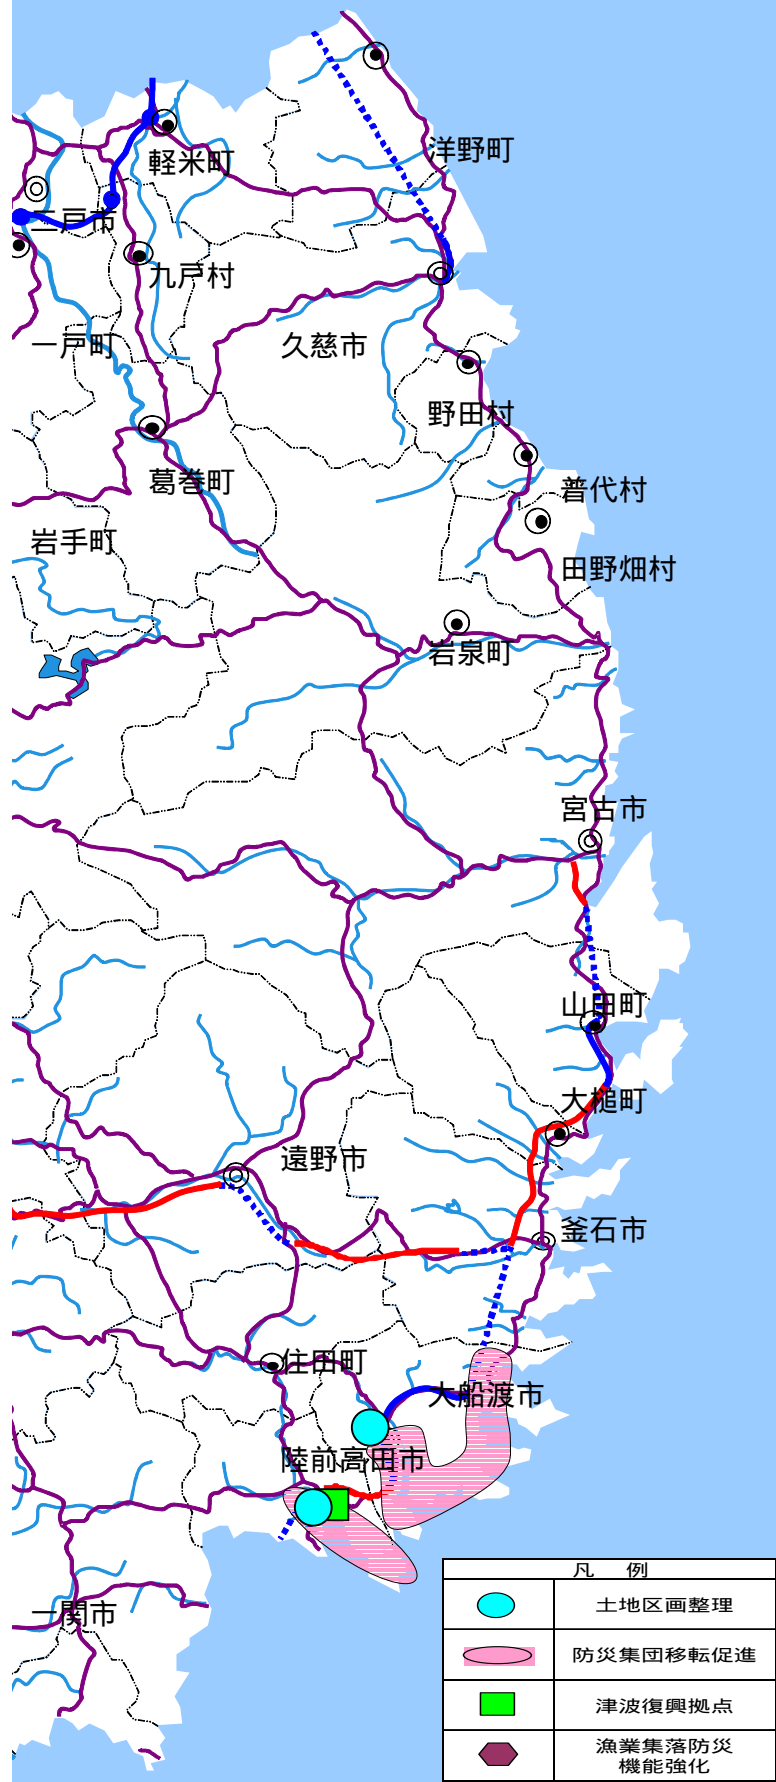 洋野町
軽米町
二戸市
九戸村
一戸町
久慈市
野田村
葛巻町
普代村
岩手町
田野畑村
岩泉町
宮古市
山田町
大槌町
遠野市
釜石市
住田町
大船渡市
陸前高田市
一関市
凡 例
土地区画整理
防災集団移転促進
津波復興拠点
漁業集落防災
機能強化